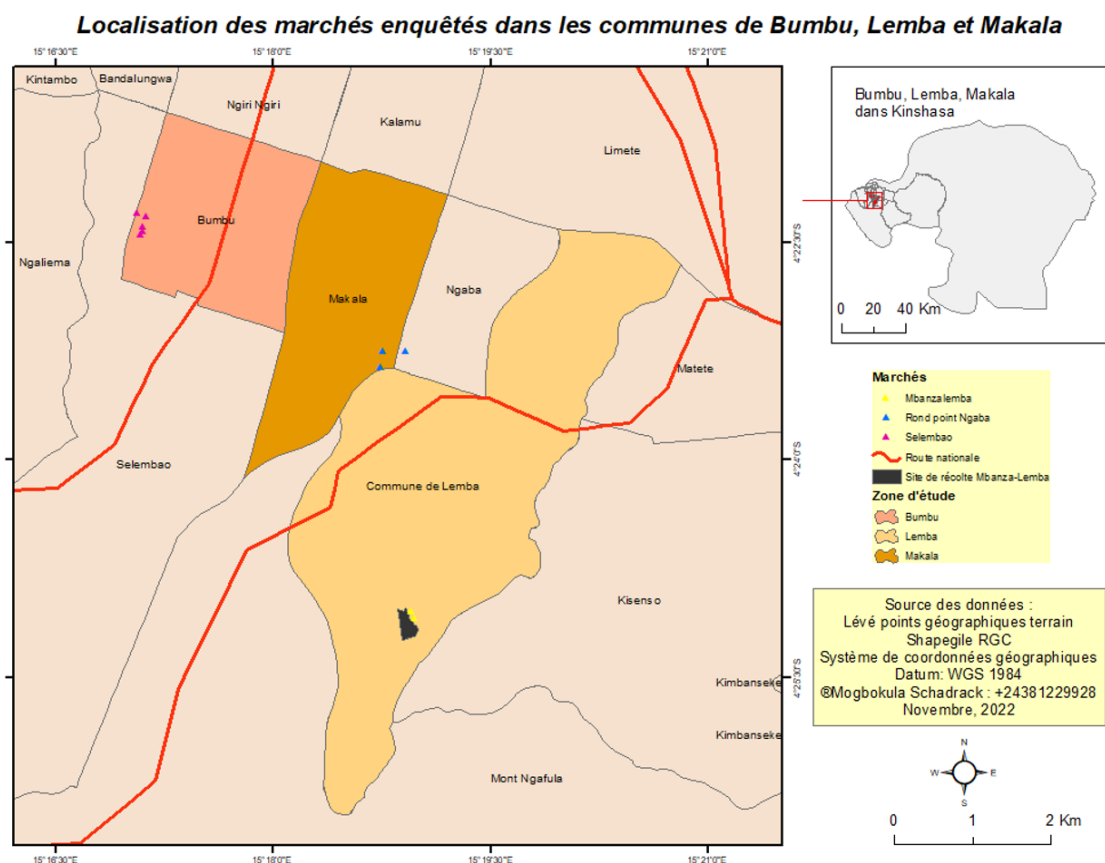 Localisation des marchés enquêtés dans les communes de Bumbu, Lemba et Makala
15°16'30"E
15°18'0"E
15°19'30"E
15°21'0"E
Kintambo
Bandalungwa
Ngiri Ngiri
Kalamu
Limete
Bumbu
Ngaliema
Makala
Ngaba
Matete
Selembao
Commune de Lemba
Kisenso
Kimbanseke
Kimbanseke
Mont Ngafula
4°22'30"S
4°24'0"S
4°25'30"S
15°16'30"E
15°18'0"E
15°19'30"E
15°21'0"E
Bumbu, Lemba, Makala
dans Kinshasa
0 20 40 Km
Marchés
Mbanzalemba
Rond point Ngaba
Selembao
Route nationale
Site de récolte Mbanza-Lemba
Zone d'étude
Bumbu
Lemba
Makala
Source des données :
Lévé points géographiques terrain
Shapegile RGC
Système de coordonnées géographiques
Datum: WGS 1984
®Mogbokula Schadrack : +24381229928
Novembre, 2022
N
W E
S
0 1 2 Km